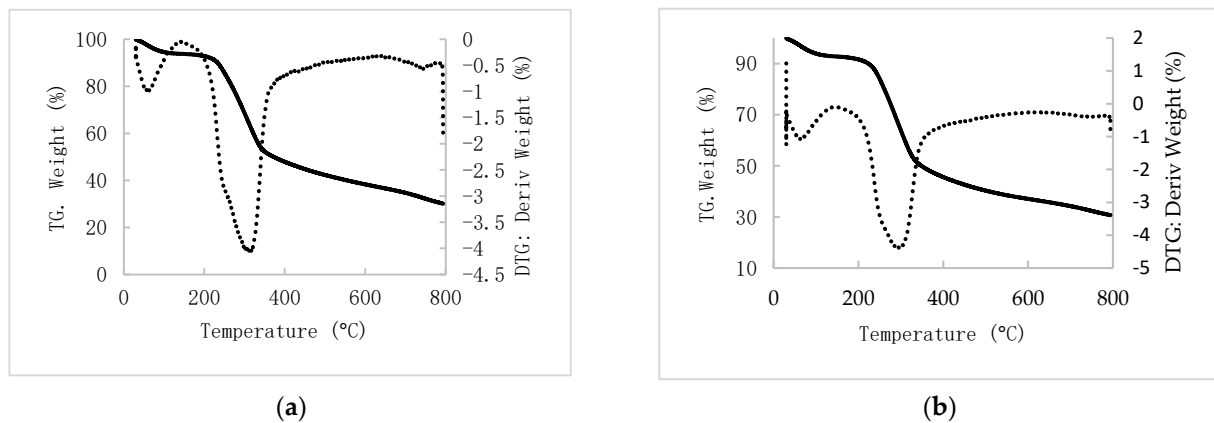 100
80
60
40
20
0
TG. Weight (%)
0
-0.5
-1
-1.5
-2
-2.5
-3
-3.5
-4
-4.5
DTG: Deriv Weight (%)
0 200 400 600 800
Temperature (°C)
(a)
90
70
50
30
10
TG.Weight (%)
2
1
0
-1
-2
-3
-4
-5
DTG: Deriv Weight (%)
0 200 400 600 800
Temperature (°C)
(b)